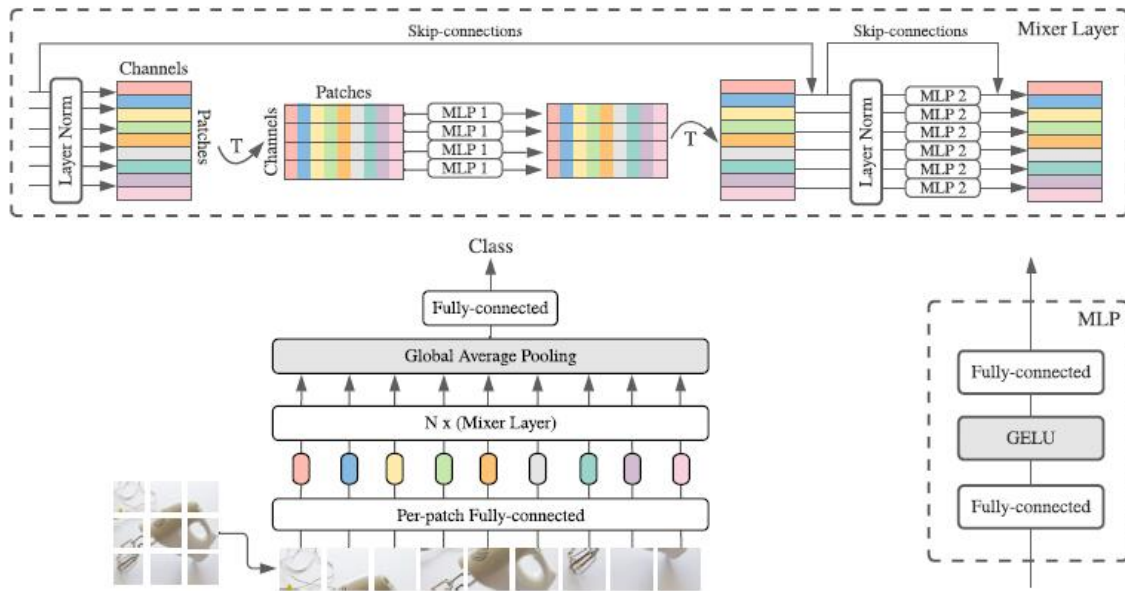 Skip-connections
Skip-connections
Mixer Layer
Channels
Layer Norm
Patches
T
Patches
Channels
MLP 1
MLP 1
MLP 1
MLP 1
T
Layer Norm
MLP 2
MLP 2
MLP 2
MLP 2
MLP 2
MLP 2
Class
Fully-connected
Global Average Pooling
N x (Mixer Layer)
Per-patch Fully-connected
MLP
Fully-connected
GELU
Fully-connected